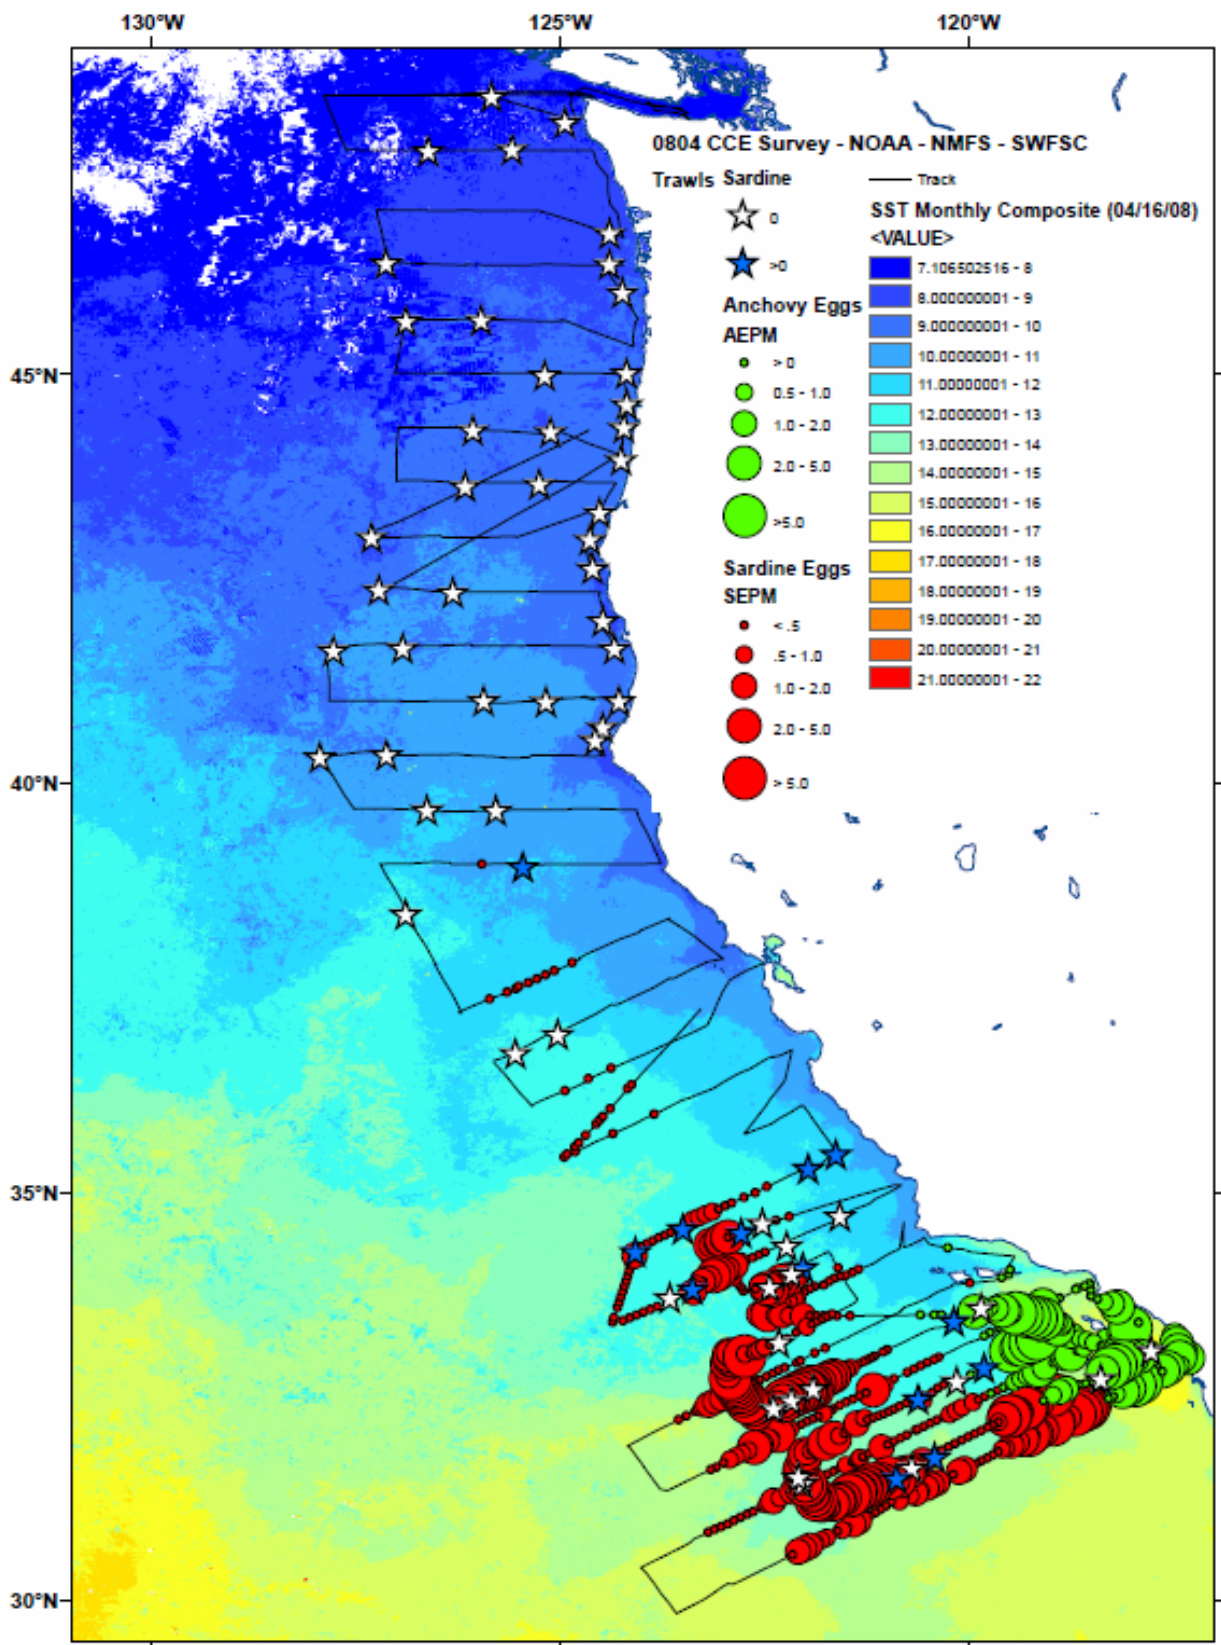 130°W 125°W 120°W
0804 CCE Survey - NOAA - NMFS - SWFSC
Trawls Sardine
0
>0
Anchovy Eggs
AEPM
> 0
0.5 - 1.0
1.0 - 2.0
2.0 - 5.0
>5.0
Sardine Eggs
SEPM
< .5
.5 - 1.0
1.0 - 2.0
2.0 - 5.0
> 5.0
Track
SST Monthly Composite (04/16/08)
<VALUE>
7.106502516 - 8
8.000000001 - 9
9.000000001 - 10
10.00000001 - 11
11.00000001 - 12
12.00000001 - 13
13.00000001 - 14
14.00000001 - 15
15.00000001 - 16
16.00000001 - 17
17.00000001 - 18
18.00000001 - 19
19.00000001 - 20
20.00000001 - 21
21.00000001 - 22
45°N
40°N
35°N
30°N